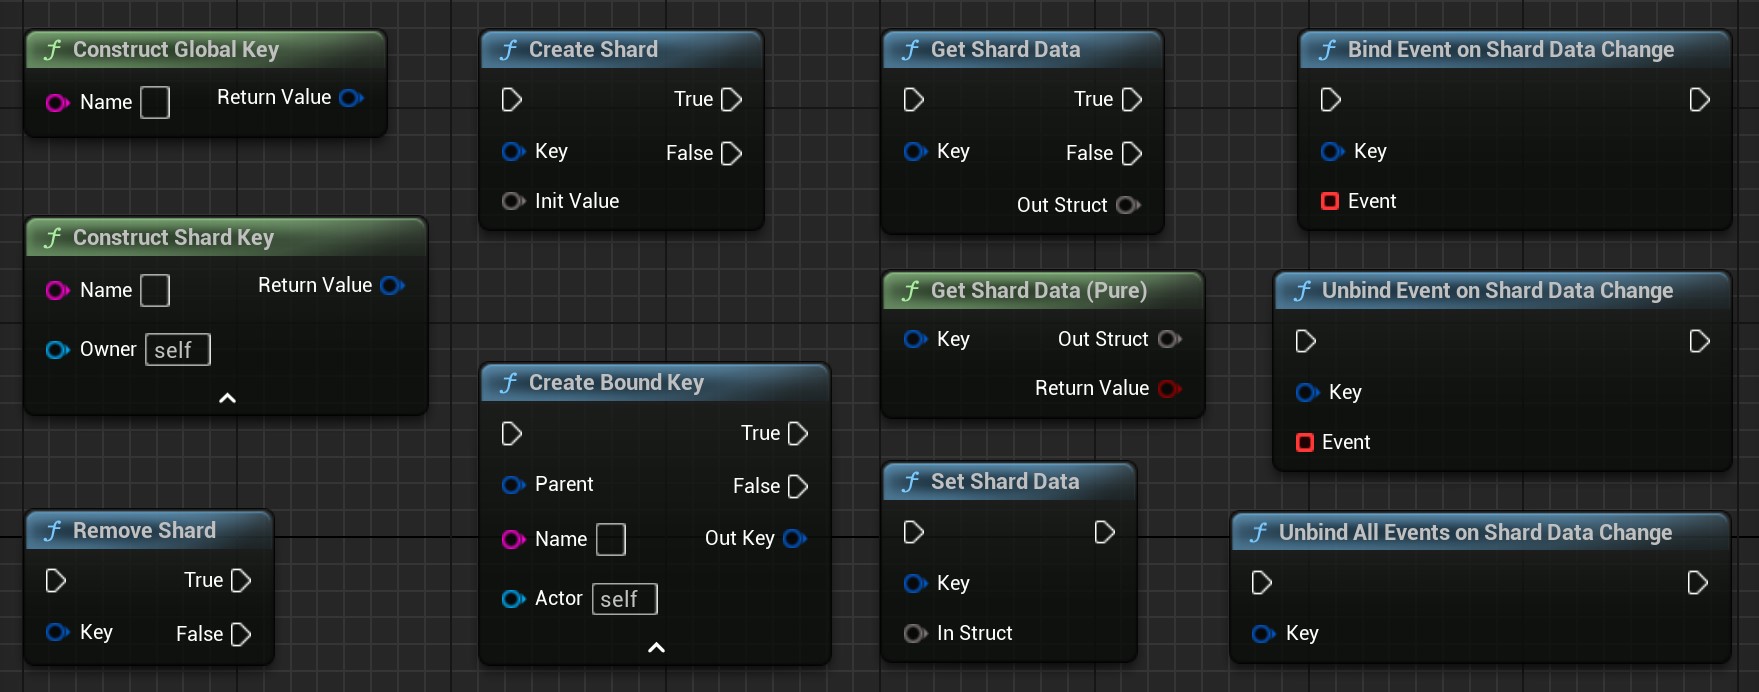 Construct Global Key
Name
Return Value
Construct Shard Key
Name
Return Value
Owner self
Remove Shard
True
Key
False
Create Shard
True
Key
False
Init Value
Create Bound Key
True
Parent
False
Name
Out Key
Actor self
Get Shard Data
True
Key
False
Out Struct
Get Shard Data (Pure)
Key
Out Struct
Return Value
Set Shard Data
Key
In Struct
Bind Event on Shard Data Change
Key
Event
Unbind Event on Shard Data Change
Key
Event
Unbind All Events on Shard Data Change
Key